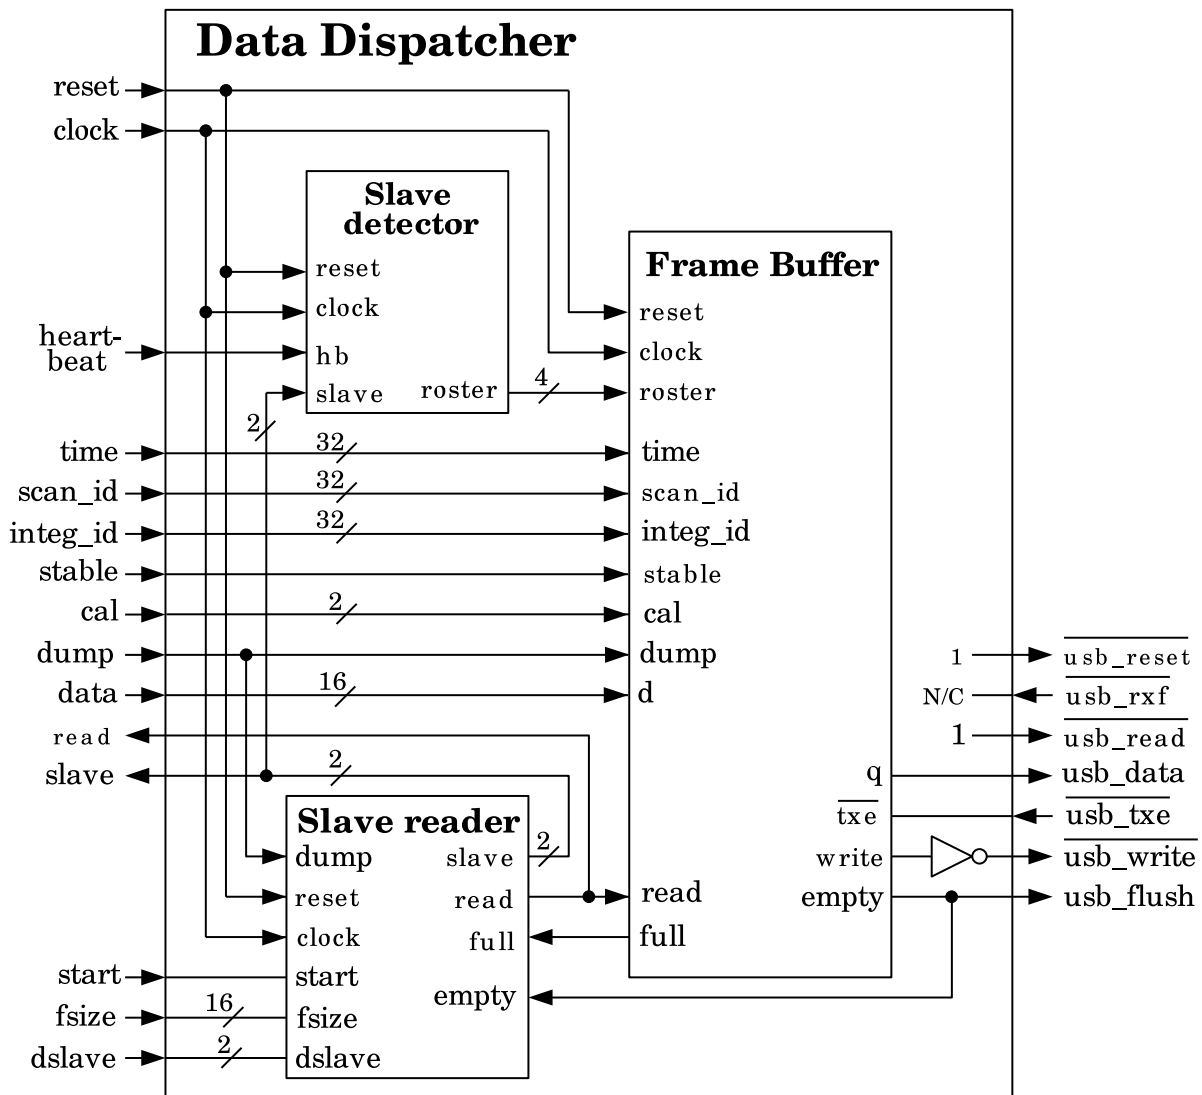 Data Dispatcher
reset
clock
Slave
detector
reset
clock
hb
slave
roster
heart-
beat
4
2
Frame Buffer
reset
clock
roster
time
scan_id
integ_id
stable
cal
dump
d
read
full
q
txe
write
empty
time
32
scan_id
32
integ_id
32
stable
cal
2
dump
data
16
read
slave
2
Slave reader
dump
reset
clock
start
fsize
dslave
slave
read
full
empty
2
start
fsize
16
dslave
2
1
usb_reset
N/C
usb_rxf
1
usb_read
usb_data
usb_txe
usb_write
usb_flush